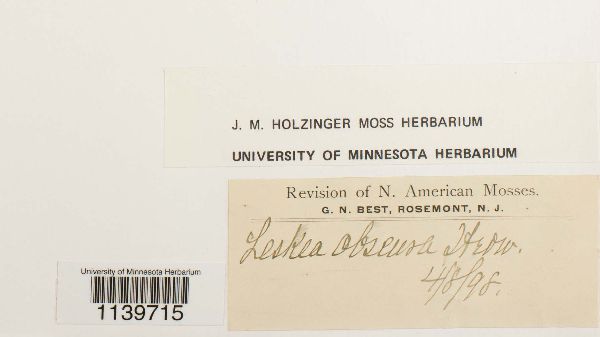 J. M. HOLZINGER MOSS HERBARIUM
UNIVERSITY OF MINNESOTA HERBARIUM
Revision of N. American Mosses.
G. N. BEST, ROSEMONT, N. J.
Leskea obscura Hedw.
4/8/98.
University of Minnesota Herbarium
1139715